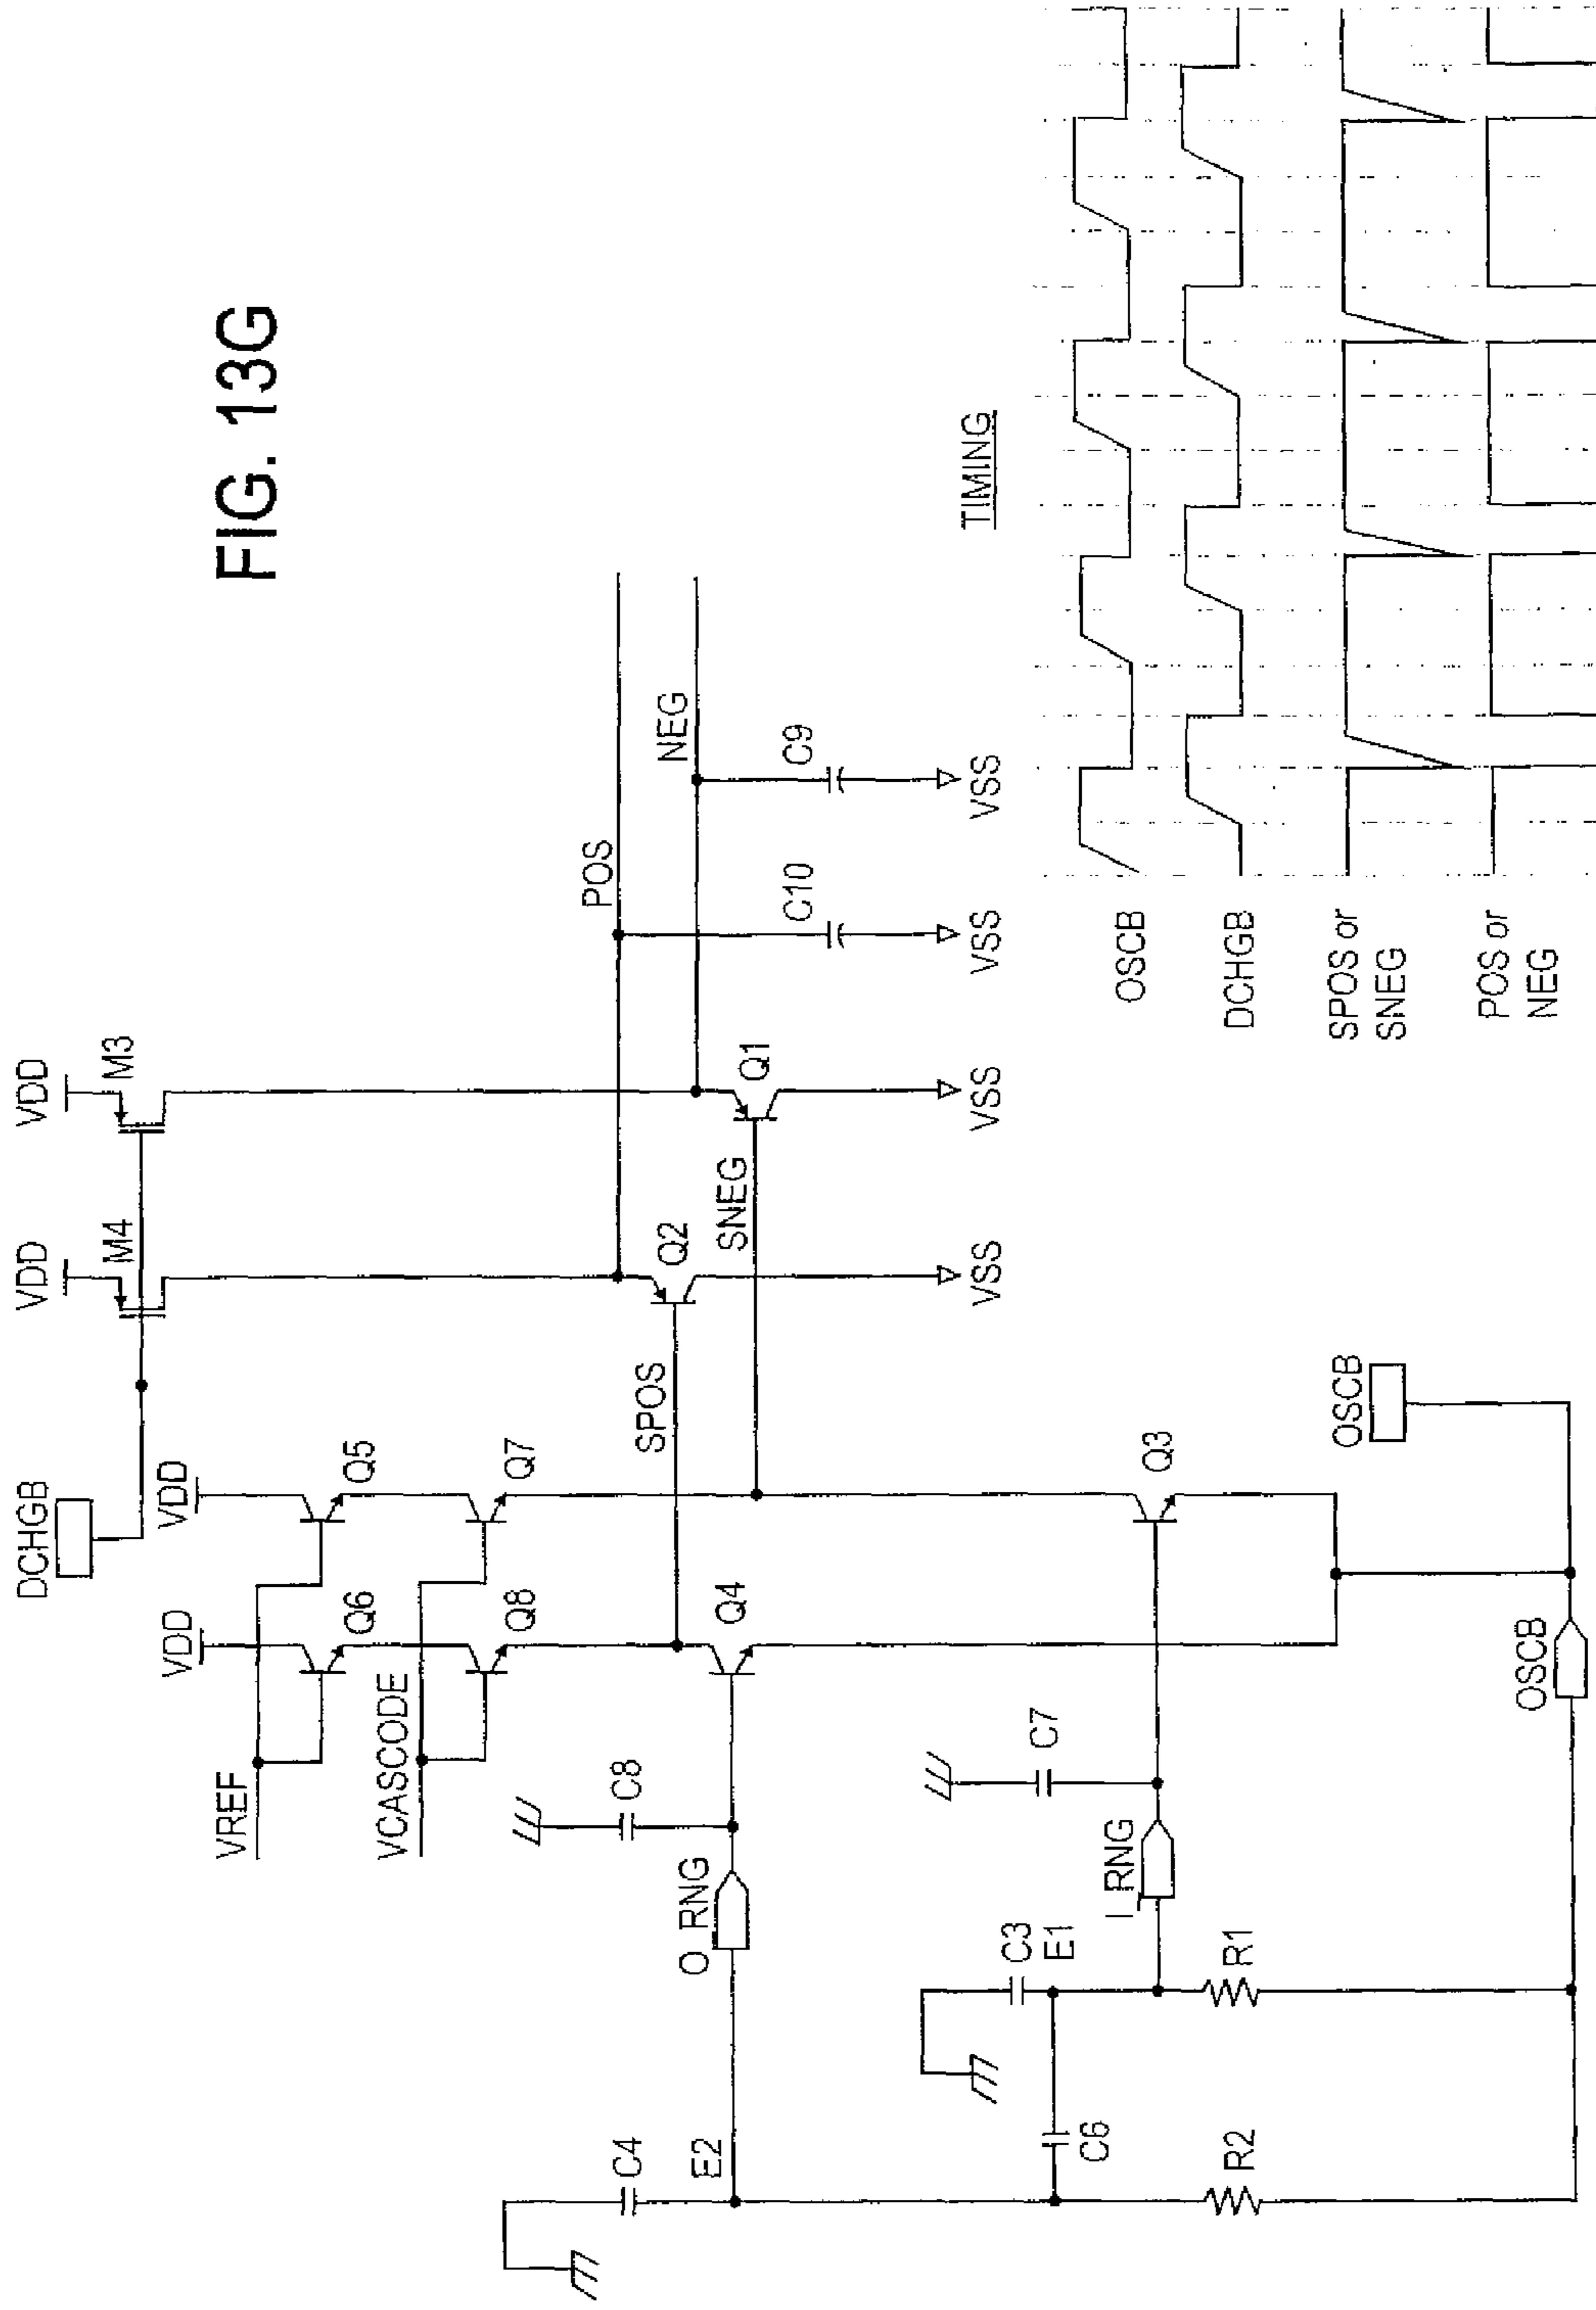 FIG. 13G
DCHGB
VDD
M4
VDD
M3
VDD
VDD
VREF
Q6
Q5
VCASCODE
Q8
Q7
C8
O_RNG
Q4
SPOS
Q2
POS
SNEG
Q1
NEG
C10
C9
VSS
VSS
VSS
VSS
C4
E2
C3
E1
I_RNG
C7
Q3
C6
R2
R1
OSCB
OSCB
TIMING
OSCB
DCHGB
SPOS or
SNEG
POS or
NEG